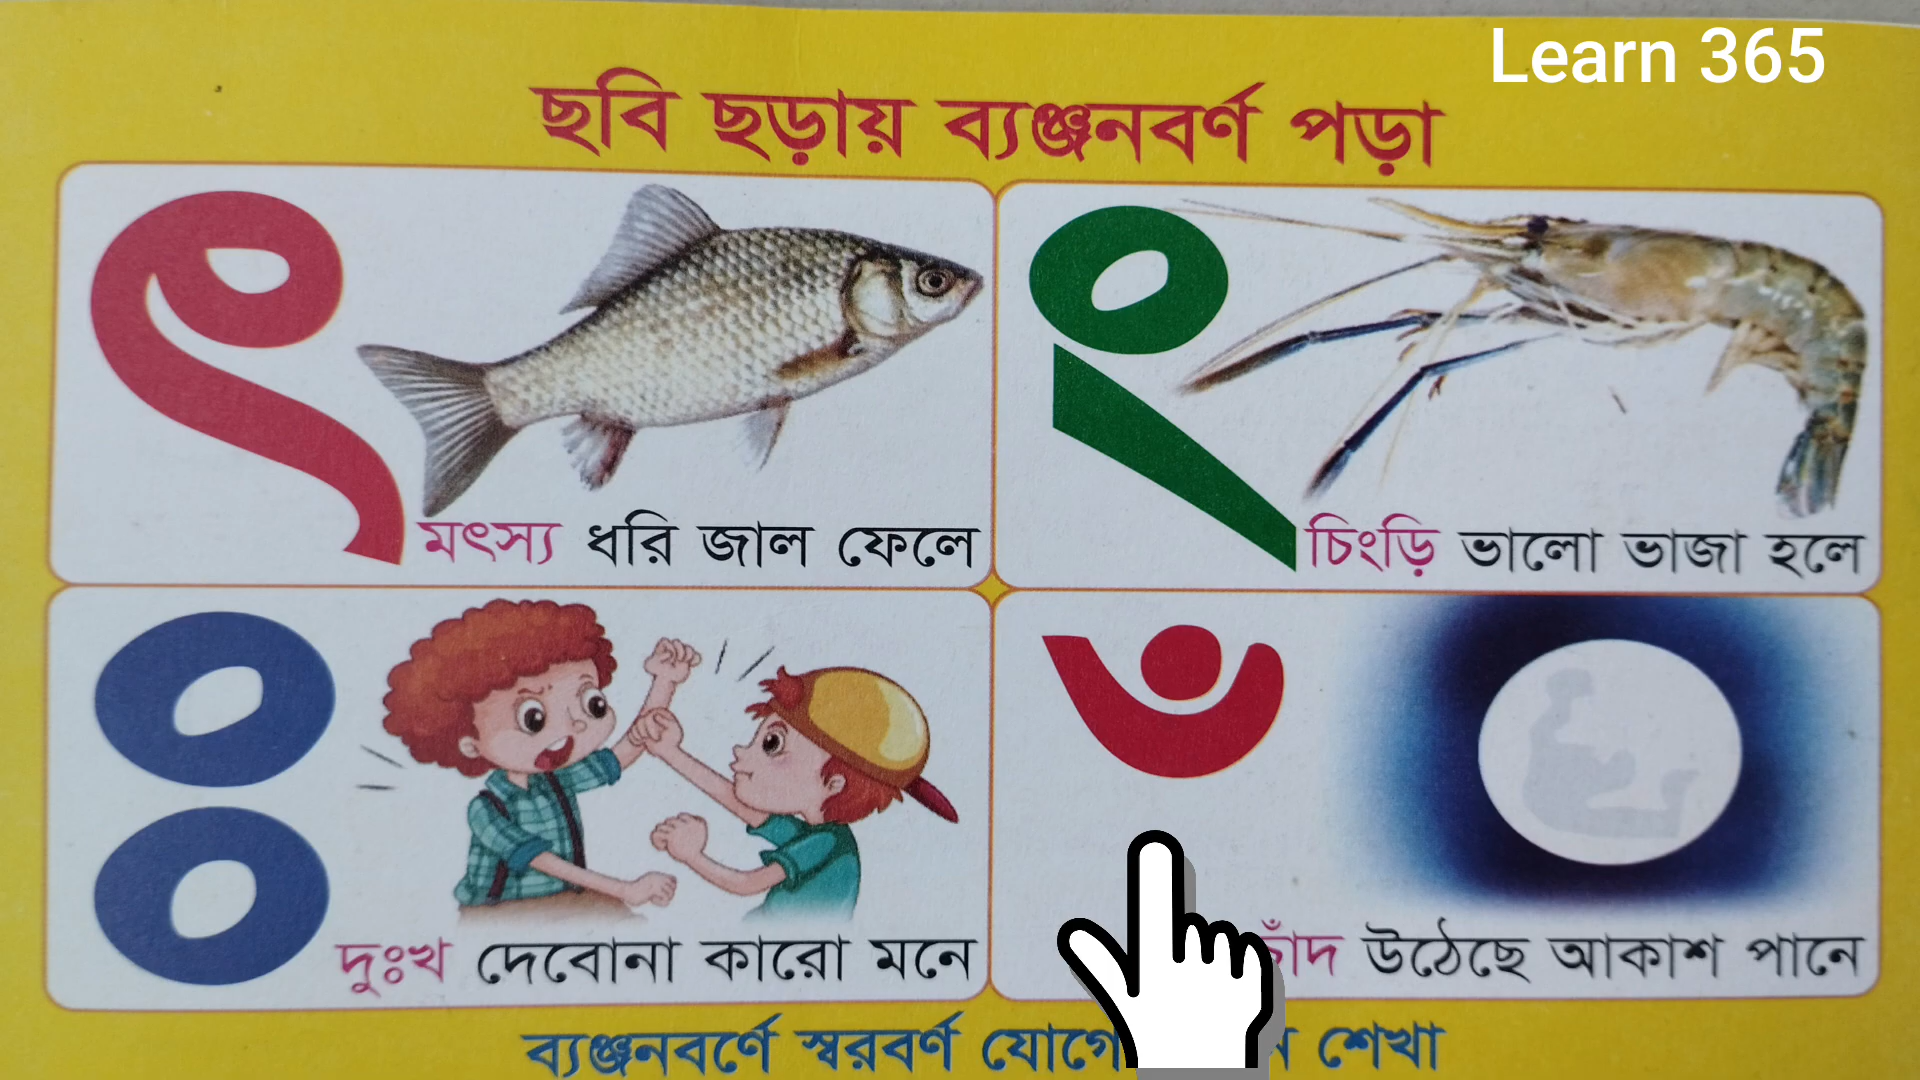 Learn 365
ছবি ছড়ায় ব্যঞ্জনবর্ণ পড়া
ৎ
মৎস্য ধরি জাল ফেলে
ং
চিংড়ি ভালো ভাজা হলে
ঃ
দুঃখ দেবোনা কারো মনে
ঁ
চাঁদ উঠেছে আকাশ পানে
ব্যঞ্জনবর্ণে স্বরবর্ণ যোগে শেখা